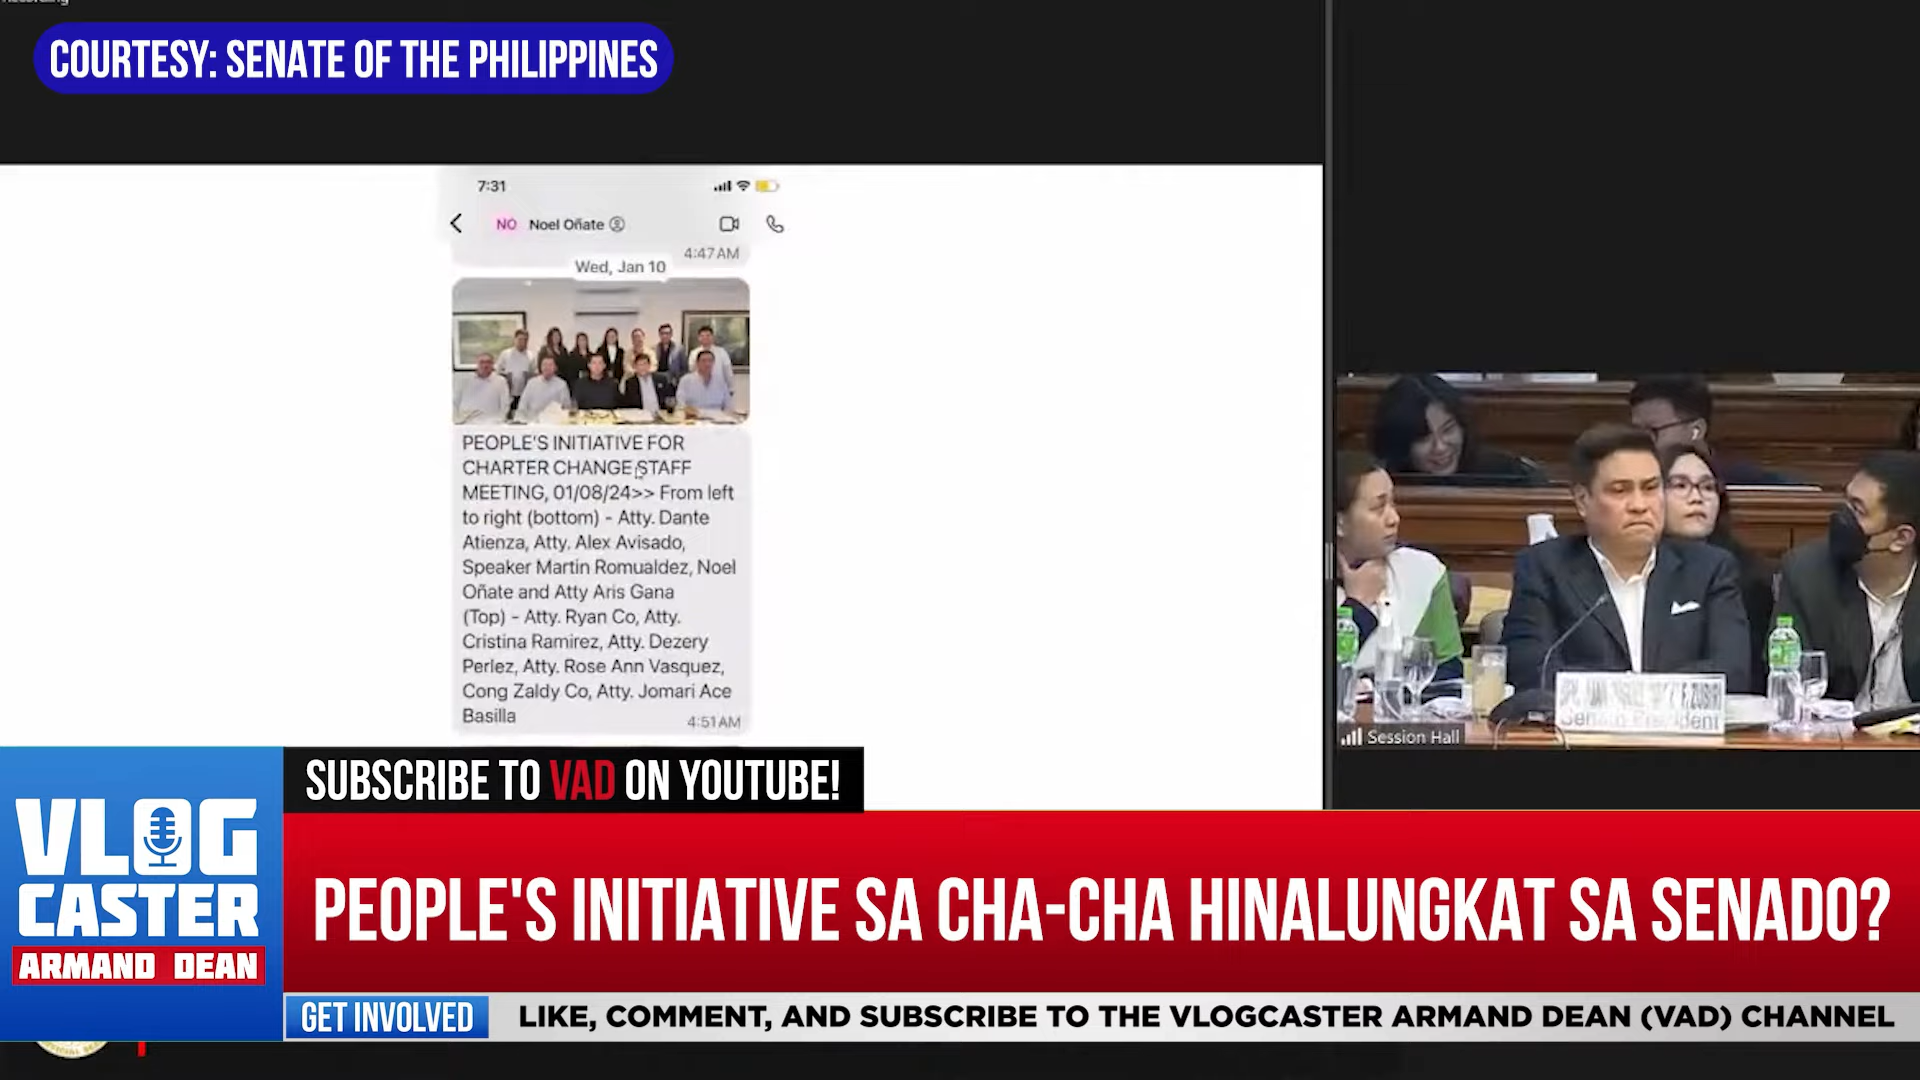 COURTESY: SENATE OF THE PHILIPPINES
7:31
NO Noel Oñate
4:47 AM
Wed, Jan 10
PEOPLE'S INITIATIVE FOR
CHARTER CHANGE STAFF
MEETING, 01/08/24>> From left
to right (bottom) - Atty. Dante
Atienza, Atty. Alex Avisado,
Speaker Martin Romualdez, Noel
Oñate and Atty Aris Gana
(Top) - Atty. Ryan Co, Atty.
Cristina Ramirez, Atty. Dezery
Perlez, Atty. Rose Ann Vasquez,
Cong Zaldy Co, Atty. Jomari Ace
Basilla
4:51 AM
Senate President
Session Hall
SUBSCRIBE TO VAD ON YOUTUBE!
VLOG
CASTER
ARMAND DEAN
PEOPLE'S INITIATIVE SA CHA-CHA HINALUNGKAT SA SENADO?
GET INVOLVED
LIKE, COMMENT, AND SUBSCRIBE TO THE VLOGCASTER ARMAND DEAN (VAD) CHANNEL